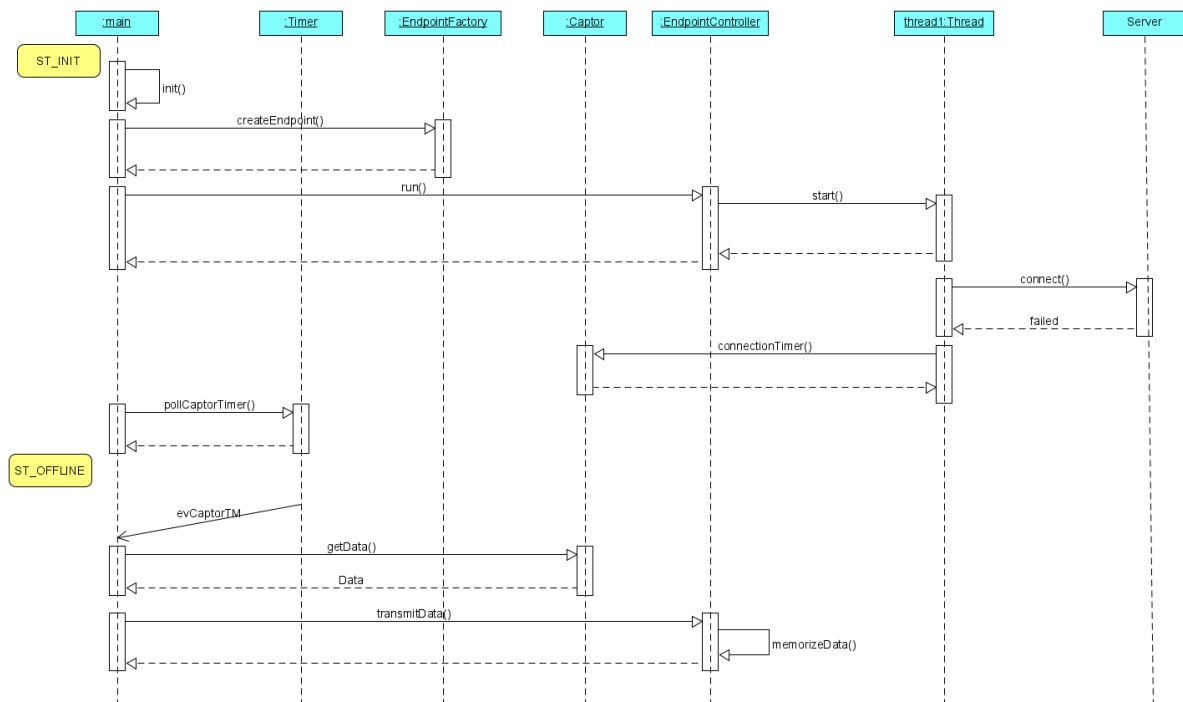 :main
:Timer
:EndpointFactory
:Captor
:EndpointController
thread1:Thread
Server
ST_INIT
init()
createEndpoint()
run()
start()
connect()
failed
connectionTimer()
pollCaptorTimer()
ST_OFFLINE
evCaptorTM
getData()
Data
transmitData()
memorizeData()